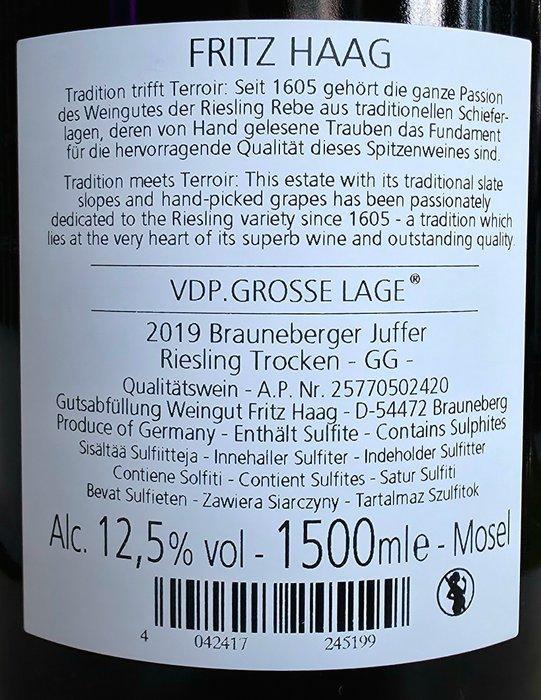 FRITZ HAAG
Tradition trifft Terroir: Seit 1605 gehört die ganze Passion
des Weingutes der Riesling Rebe aus traditionellen Schiefer-
lagen, deren von Hand gelesene Trauben das Fundament
für die hervorragende Qualität dieses Spitzenweines sind.
Tradition meets Terroir: This estate with its traditional slate
slopes and hand-picked grapes has been passionately
dedicated to the Riesling variety since 1605 - a tradition which
lies at the very heart of its superb wine and outstanding quality.
VDP.GROSSE LAGE®
2019 Brauneberger Juffer
Riesling Trocken - GG -
Qualitätswein - A.P. Nr. 25770502420
Gutsabfüllung Weingut Fritz Haag - D-54472 Brauneberg
Produce of Germany - Enthält Sulfite - Contains Sulphites
Sisältää Sulfiitteja - Innehaller Sulfiter - Indeholder Sulfitter
Contiene Solfiti - Contient Sulfites - Satur Sulfiti
Bevat Sulfieten - Zawiera Siarczyny - Tartalmaz Szulfitok
Alc. 12,5% vol - 1500mle - Mosel
4 042417 245199